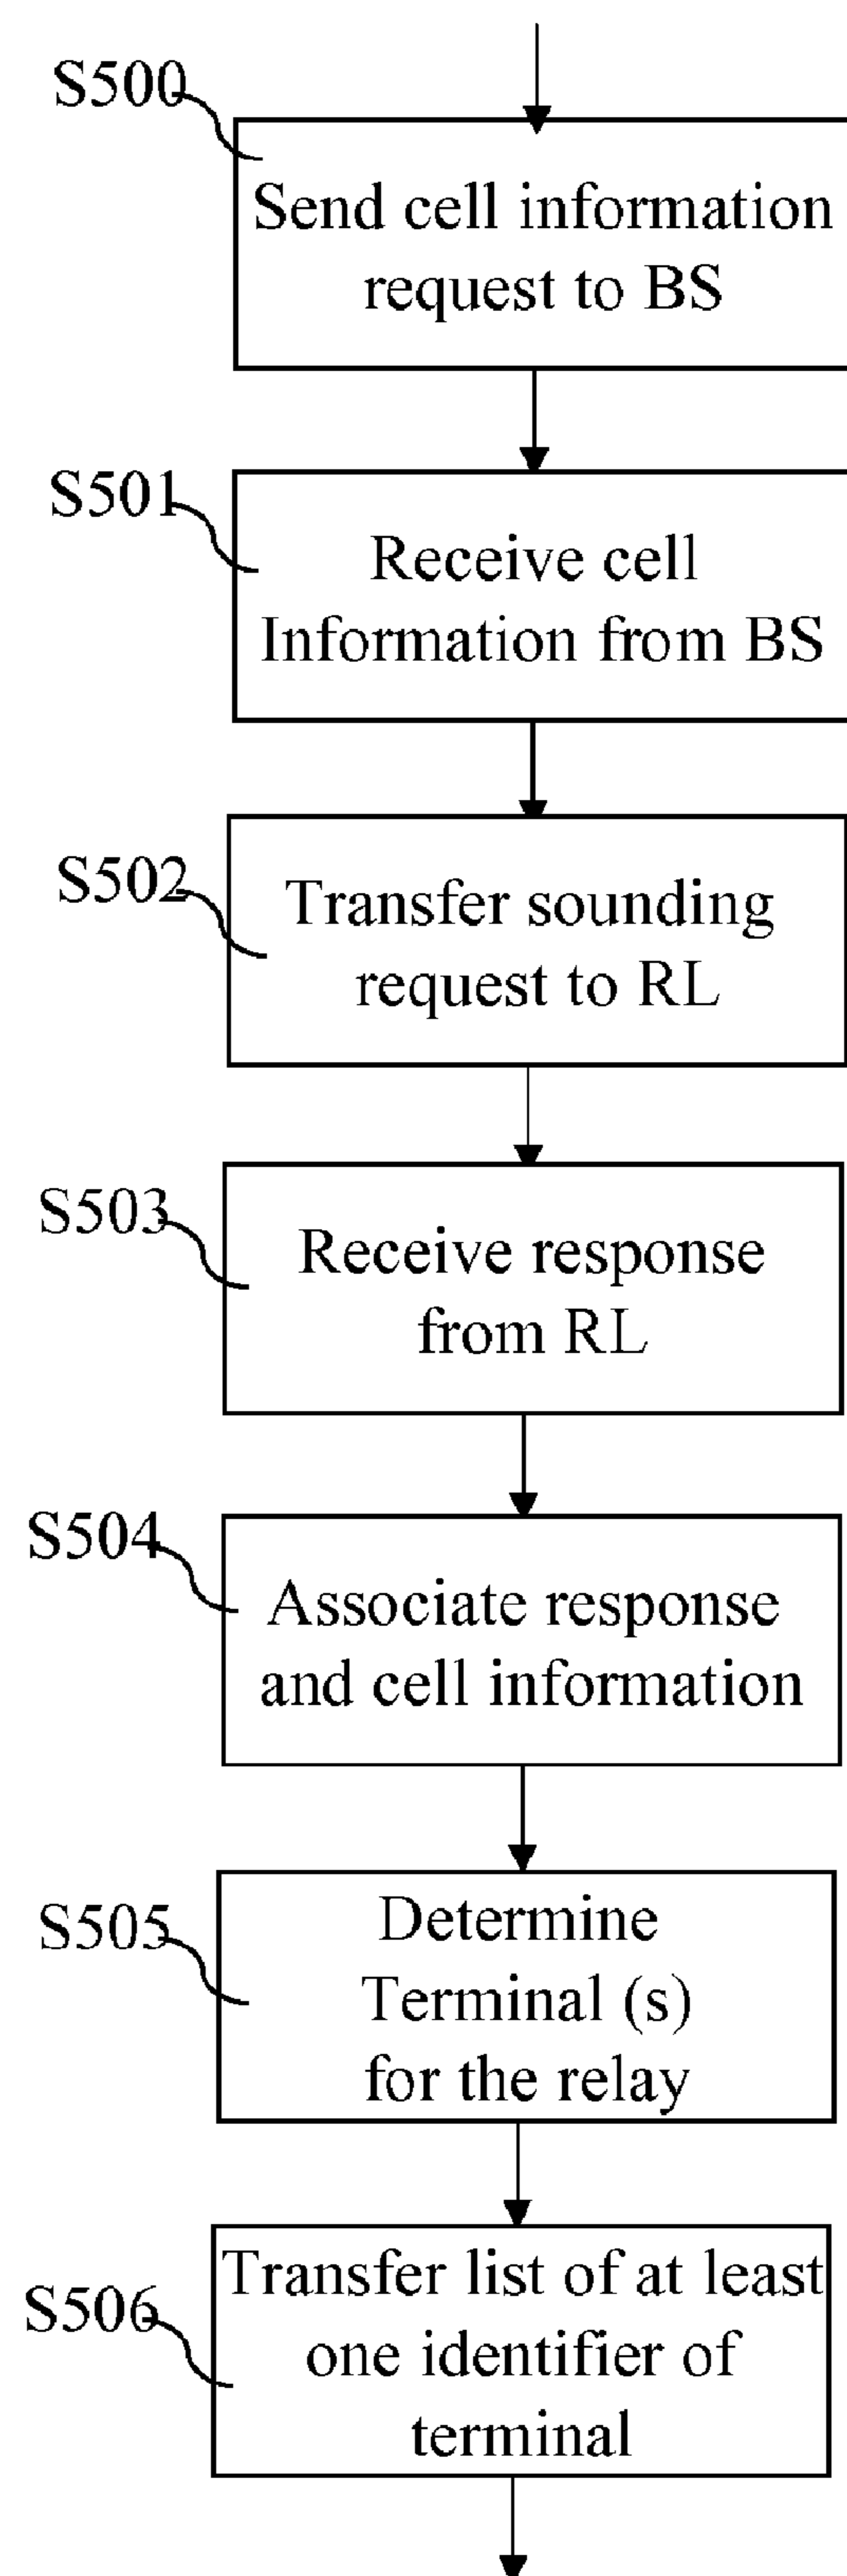 S500
Send cell information
request to BS
S501
Receive cell
Information from BS
S502
Transfer sounding
request to RL
S503
Receive response
from RL
S504
Associate response
and cell information
S505
Determine
Terminal (s)
for the relay
S506
Transfer list of at least
one identifier of
terminal